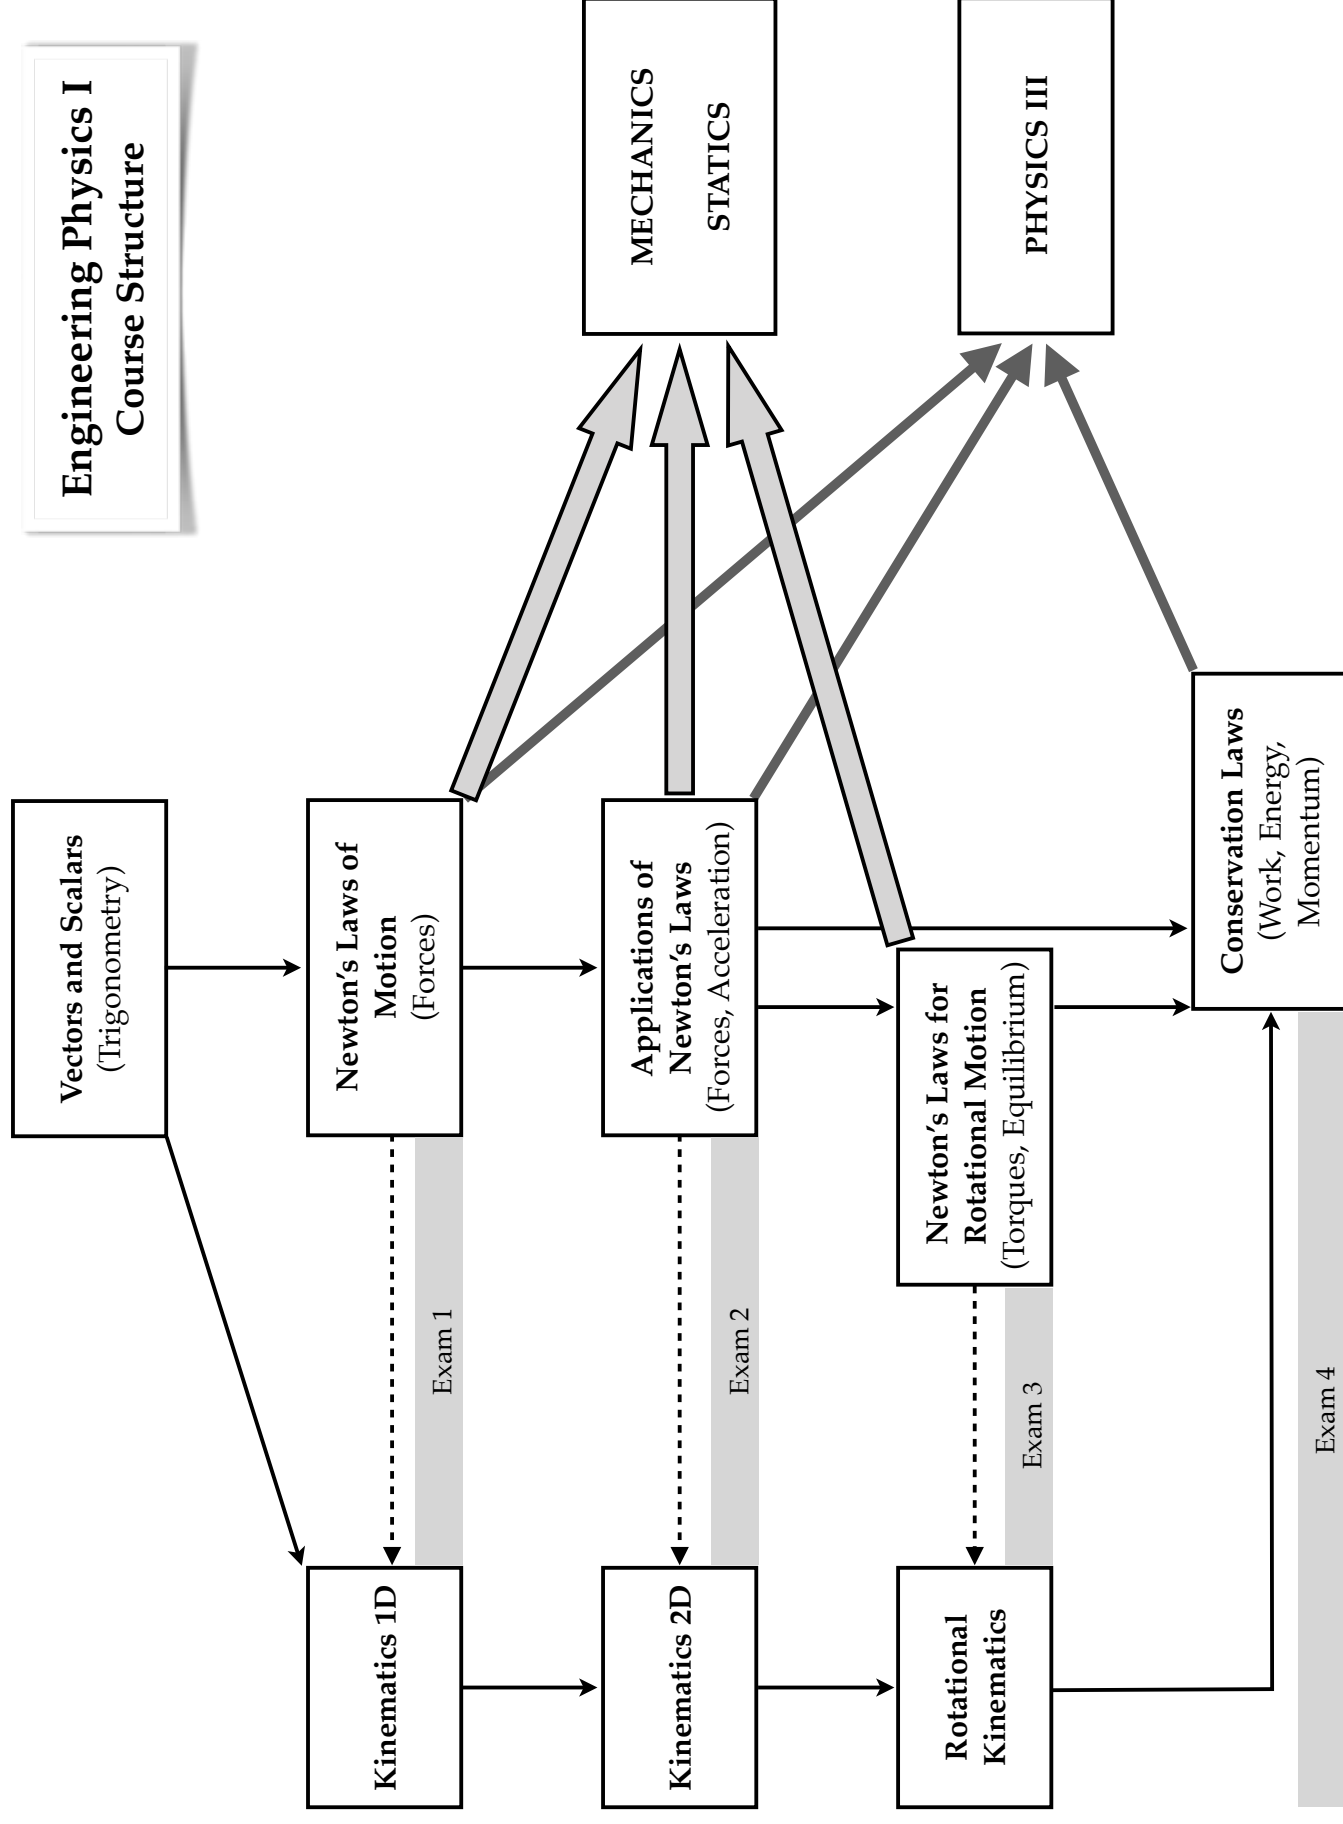 Engineering Physics I
Course Structure
Vectors and Scalars
(Trigonometry)
Kinematics 1D
Newton's Laws of
Motion
(Forces)
Exam 1
Kinematics 2D
Applications of
Newton's Laws
(Forces, Acceleration)
Exam 2
MECHANICS
STATICS
Rotational
Kinematics
Newton's Laws for
Rotational Motion
(Torques, Equilibrium)
Exam 3
PHYSICS III
Conservation Laws
(Work, Energy,
Momentum)
Exam 4